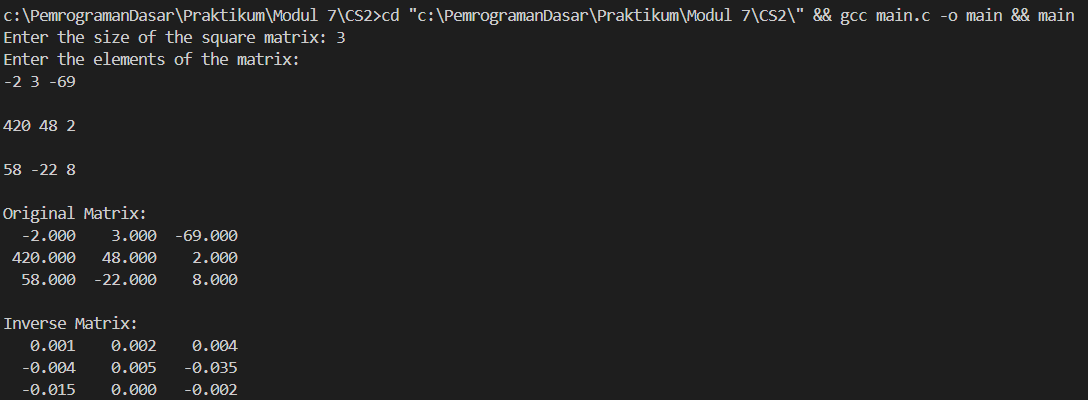 c:\PemrogramanDasar\Praktikum\Modul 7\CS2>cd "c:\PemrogramanDasar\Praktikum\Modul 7\CS2\" && gcc main.c -o main && main
Enter the size of the square matrix: 3
Enter the elements of the matrix:
-2 3 -69
420 48 2
58 -22 8
Original Matrix:
-2.000 3.000 -69.000
420.000 48.000 2.000
58.000 -22.000 8.000
Inverse Matrix:
0.001 0.002 0.004
-0.004 0.005 -0.035
-0.015 0.000 -0.002